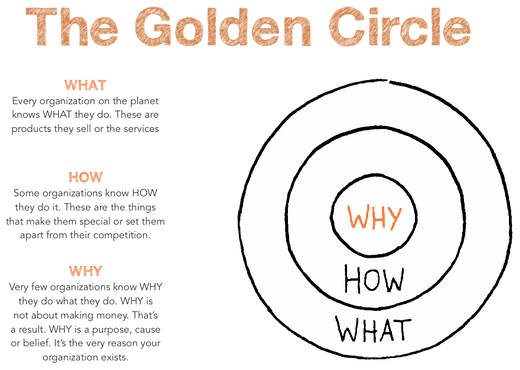 The Golden Circle
WHAT
Every organization on the planet
knows WHAT they do. These are
products they sell or the services
HOW
Some organizations know HOW
they do it. These are the things
that make them special or set them
apart from their competition.
WHY
Very few organizations know WHY
they do what they do. WHY is
not about making money. That's
a result. WHY is a purpose, cause
or belief. It's the very reason your
organization exists.
WHY
HOW
WHAT